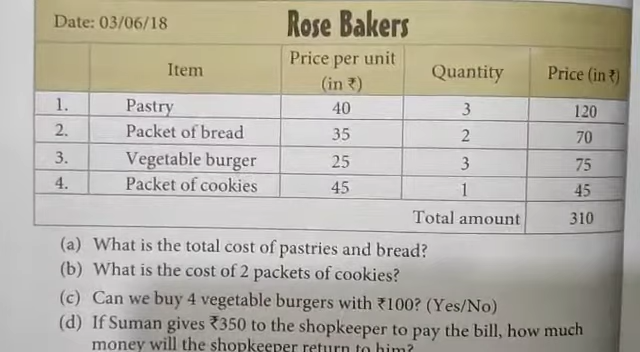 Date: 03/06/18 Rose Bakers
Item Price per unit (in ₹) Quantity Price (in ₹)
1. Pastry 40 3 120
2. Packet of bread 35 2 70
3. Vegetable burger 25 3 75
4. Packet of cookies 45 1 45
Total amount 310
(a) What is the total cost of pastries and bread?
(b) What is the cost of 2 packets of cookies?
(c) Can we buy 4 vegetable burgers with ₹100? (Yes/No)
(d) If Suman gives ₹350 to the shopkeeper to pay the bill, how much
money will the shopkeeper return to him?